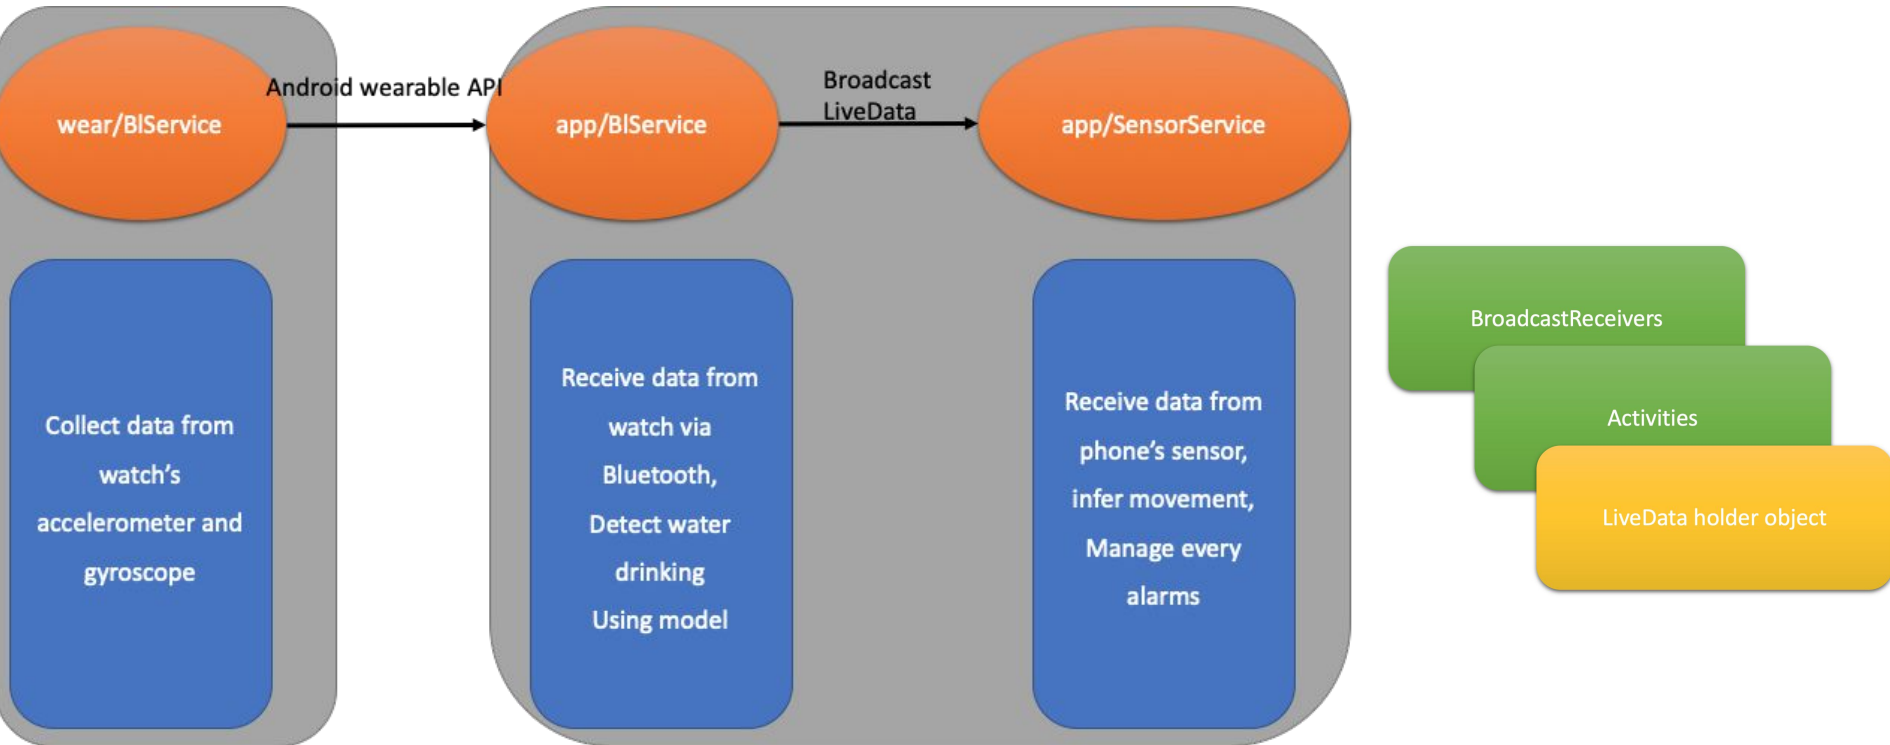 wear/BlService
Android wearable API
app/BlService
Broadcast
LiveData
app/SensorService
Collect data from
watch's
accelerometer and
gyroscope
Receive data from
watch via
Bluetooth,
Detect water
drinking
Using model
Receive data from
phone's sensor,
infer movement,
Manage every
alarms
BroadcastReceivers
Activities
LiveData holder object